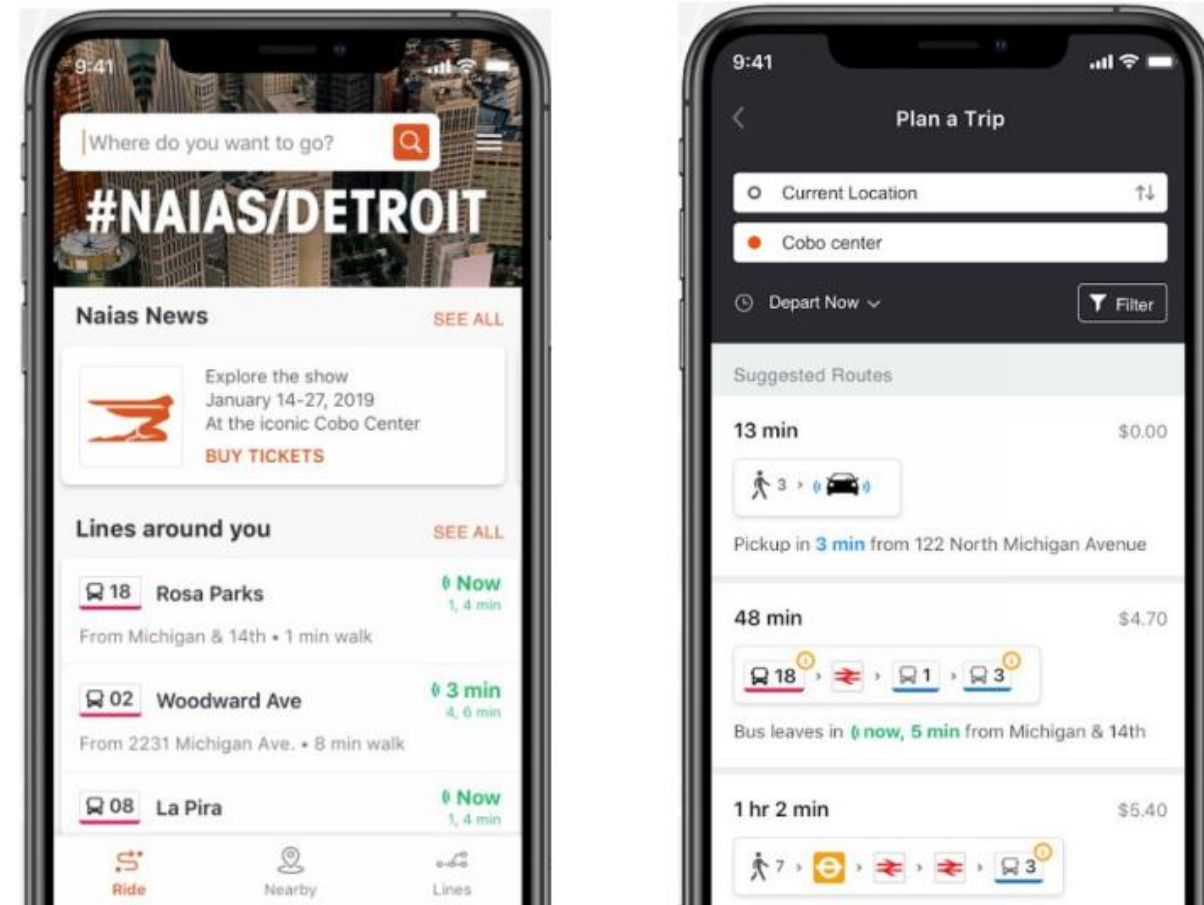 9:41
Where do you want to go?
#NAIAS/DETROIT
Naias News
SEE ALL
Explore the show
January 14-27, 2019
At the iconic Cobo Center
BUY TICKETS
Lines around you
SEE ALL
18 Rosa Parks
Now
1, 4 min
From Michigan & 14th • 1 min walk
02 Woodward Ave
3 min
4, 6 min
From 2231 Michigan Ave. • 8 min walk
08 La Pira
Now
1, 4 min
Ride
Nearby
Lines
9:41
Plan a Trip
Current Location
Cobo center
Depart Now
Filter
Suggested Routes
13 min
$0.00
3
Pickup in 3 min from 122 North Michigan Avenue
48 min
$4.70
18 1 3
Bus leaves in now, 5 min from Michigan & 14th
1 hr 2 min
$5.40
7 3